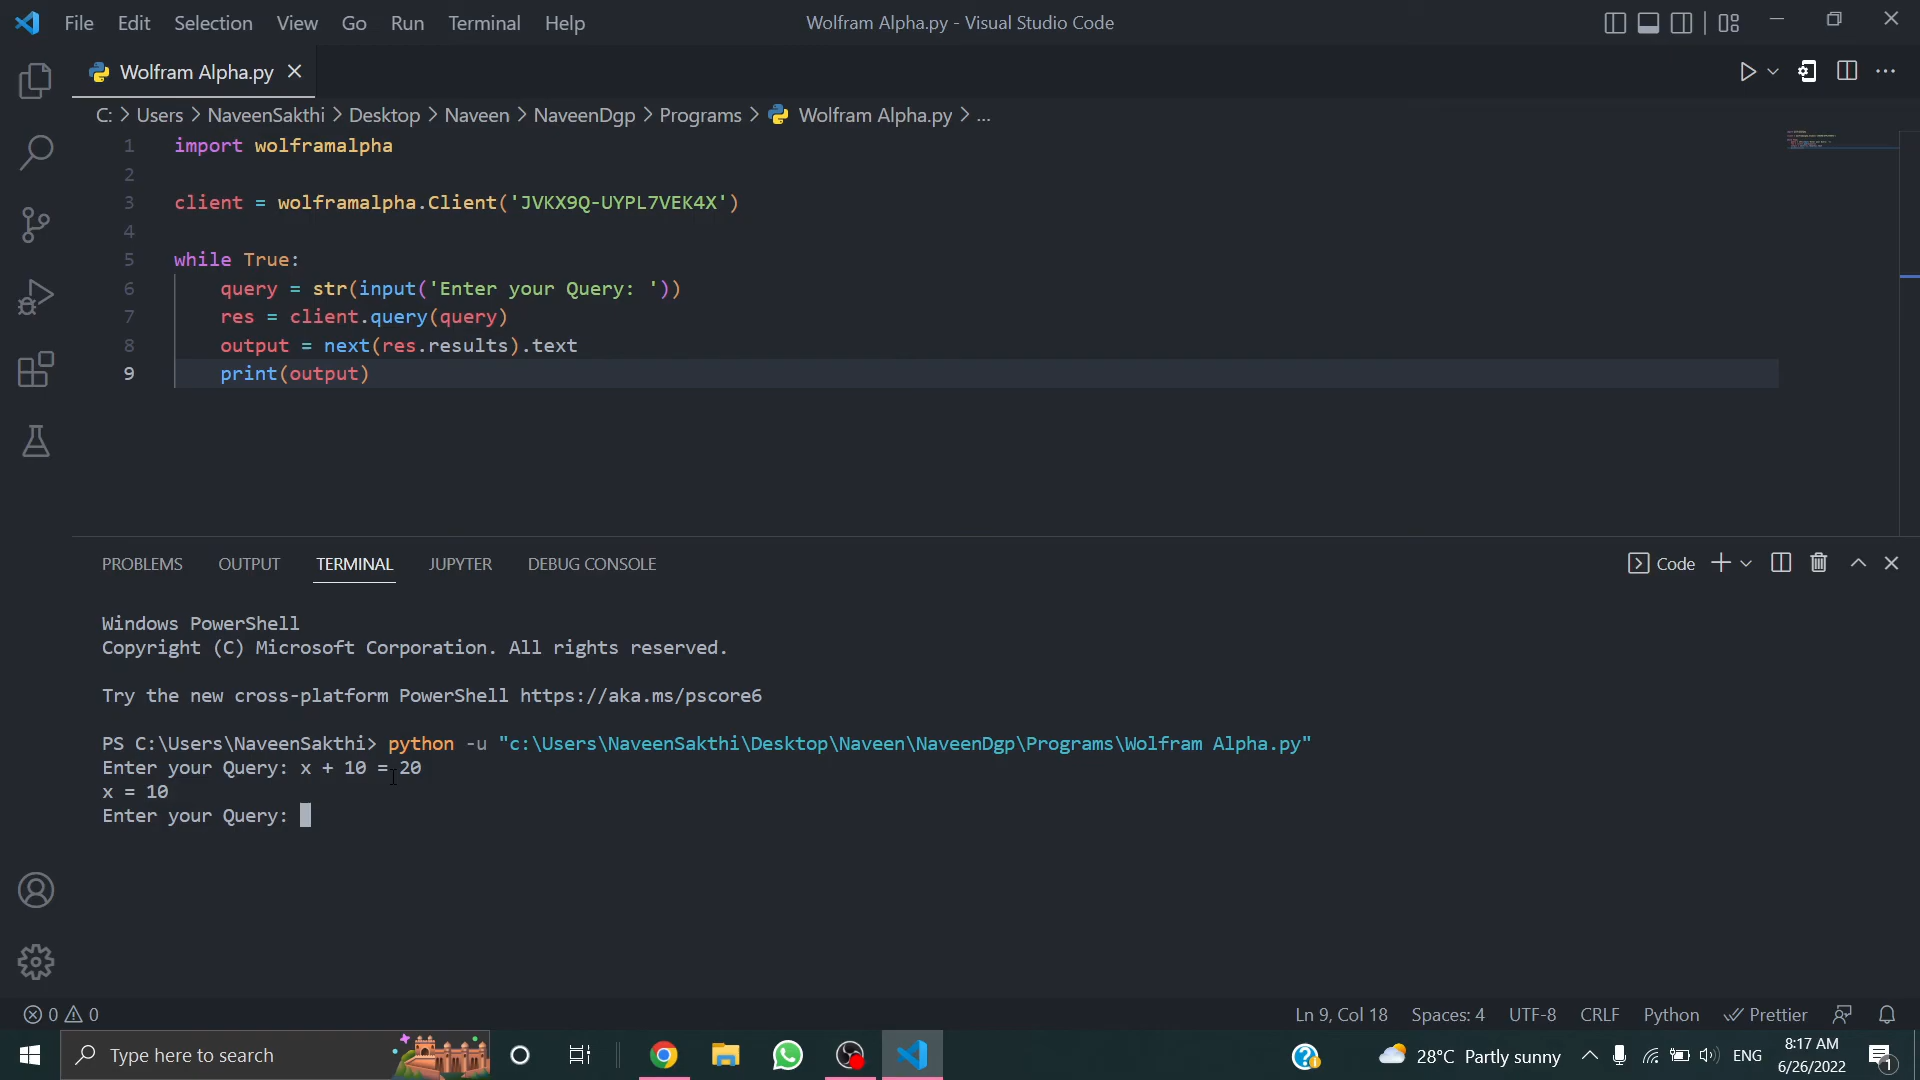 File Edit Selection View Go Run Terminal Help Wolfram Alpha.py - Visual Studio Code
Wolfram Alpha.py
C: > Users > NaveenSakthi > Desktop > Naveen > NaveenDgp > Programs > Wolfram Alpha.py > ...
1 import wolframalpha
2
3 client = wolframalpha.Client('JVKX9Q-UYPL7VEK4X')
4
5 while True:
6 query = str(input('Enter your Query: '))
7 res = client.query(query)
8 output = next(res.results).text
9 print(output)
PROBLEMS OUTPUT TERMINAL JUPYTER DEBUG CONSOLE Code
Windows PowerShell
Copyright (C) Microsoft Corporation. All rights reserved.
Try the new cross-platform PowerShell https://aka.ms/pscore6
PS C:\Users\NaveenSakthi> python -u "c:\Users\NaveenSakthi\Desktop\Naveen\NaveenDgp\Programs\Wolfram Alpha.py"
Enter your Query: x + 10 = 20
x = 10
Enter your Query:
0 0 Ln 9, Col 18 Spaces: 4 UTF-8 CRLF Python Prettier
Type here to search 28°C Partly sunny ENG 8:17 AM
6/26/2022 1